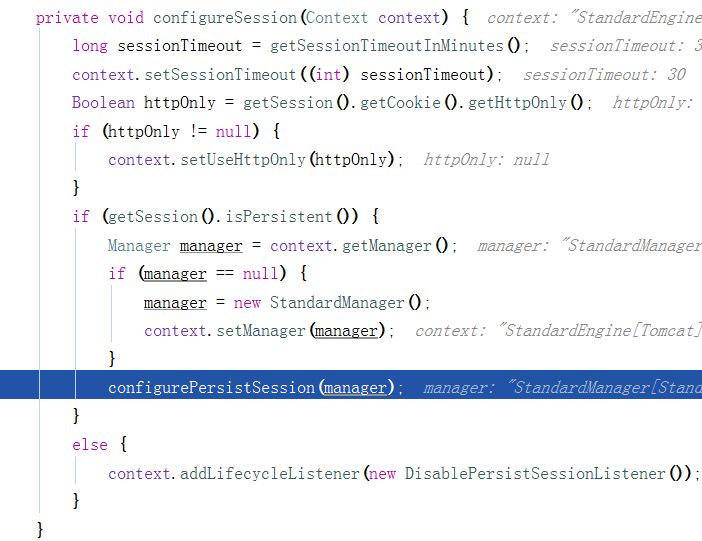 private void configureSession(Context context) {  context: "StandardEngine
long sessionTimeout = getSessionTimeoutInMinutes();  sessionTimeout: 3
context.setSessionTimeout((int) sessionTimeout);  sessionTimeout: 30
Boolean httpOnly = getSession().getCookie().getHttpOnly();  httpOnly:
if (httpOnly != null) {
context.setUseHttpOnly(httpOnly);  httpOnly: null
}
if (getSession().isPersistent()) {
Manager manager = context.getManager();  manager: "StandardManager
if (manager == null) {
manager = new StandardManager();
context.setManager(manager);  context: "StandardEngine[Tomcat]
}
configurePersistSession(manager);  manager: "StandardManager[Stand
}
else {
context.addLifecycleListener(new DisablePersistSessionListener());
}
}